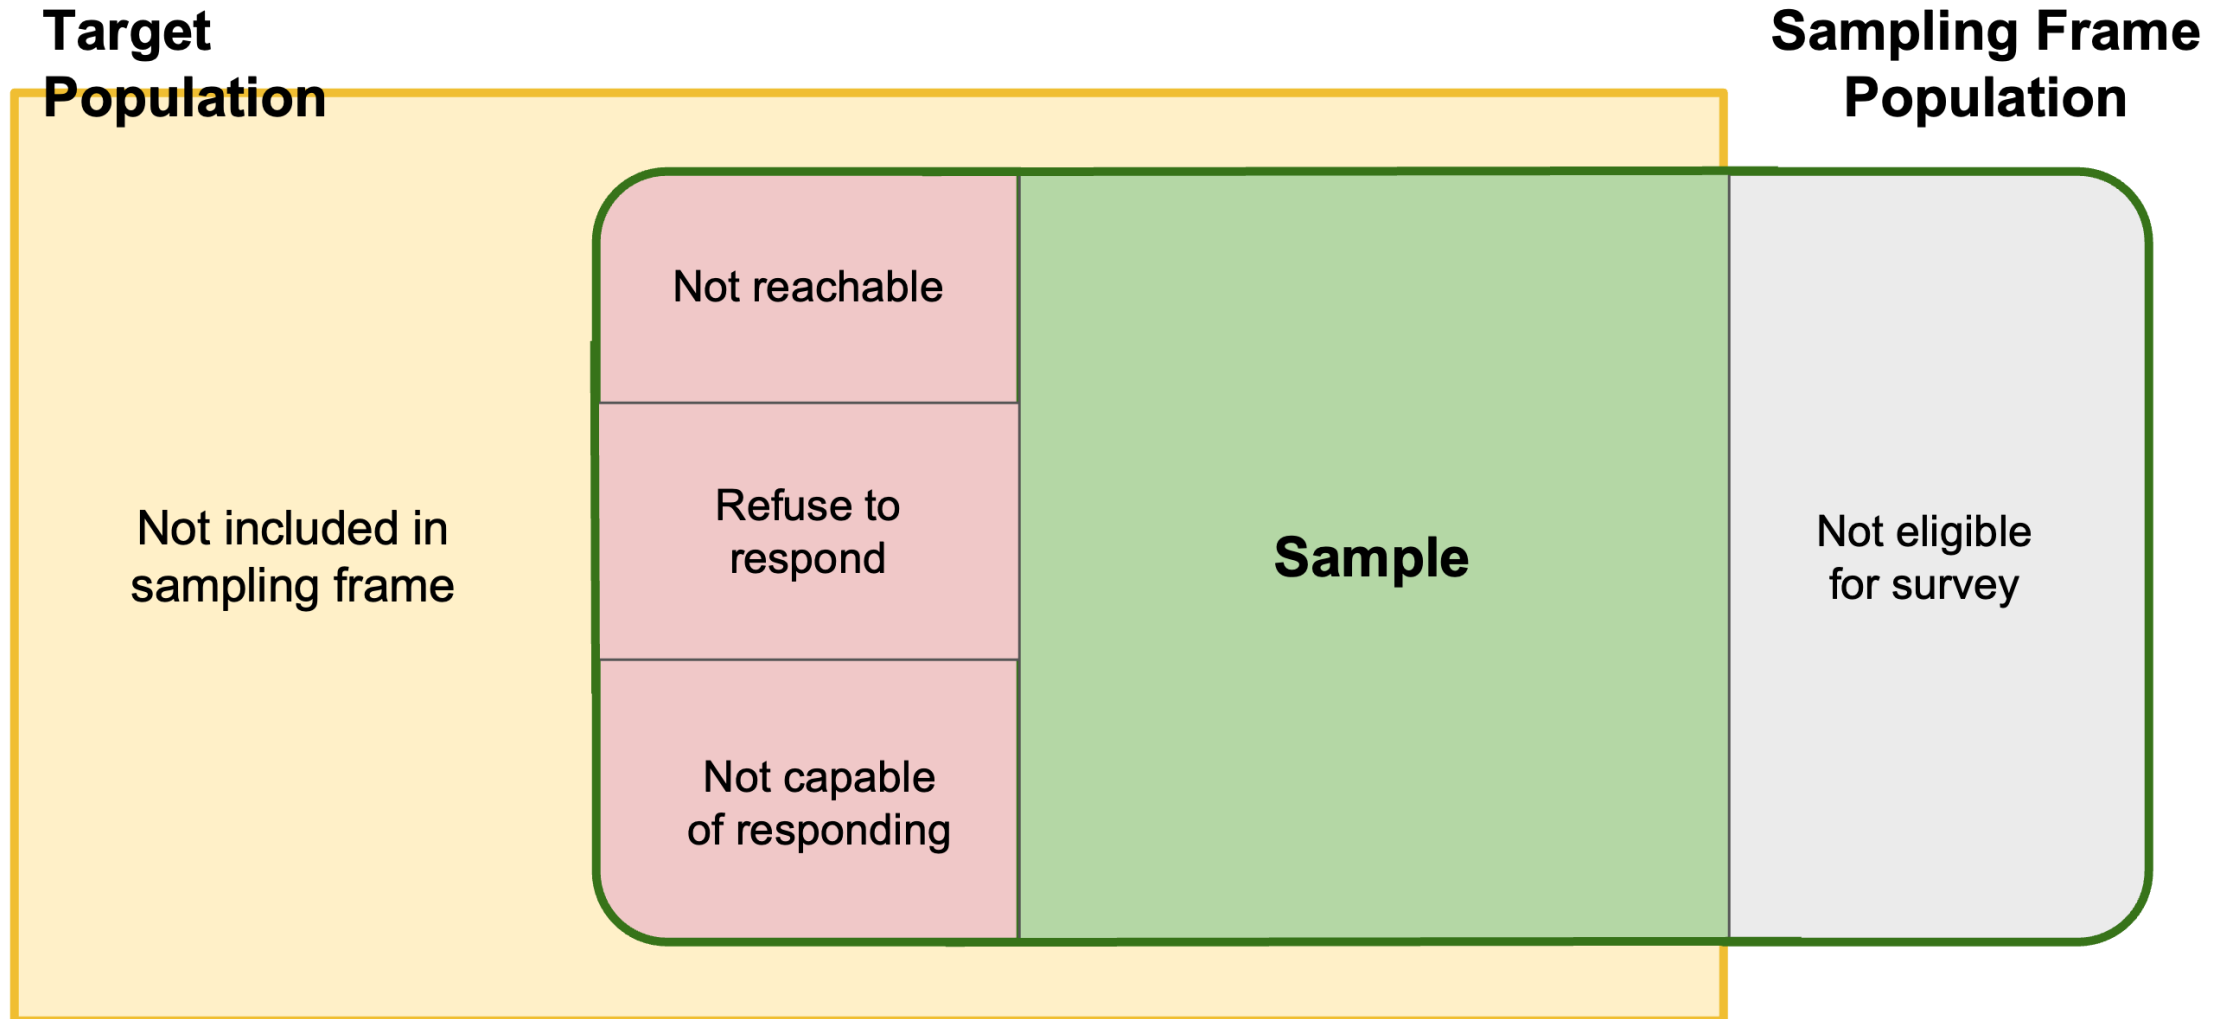 Target
Population
Sampling Frame
Population
Not reachable
Refuse to
respond
Not capable
of responding
Not included in
sampling frame
Sample
Not eligible
for survey